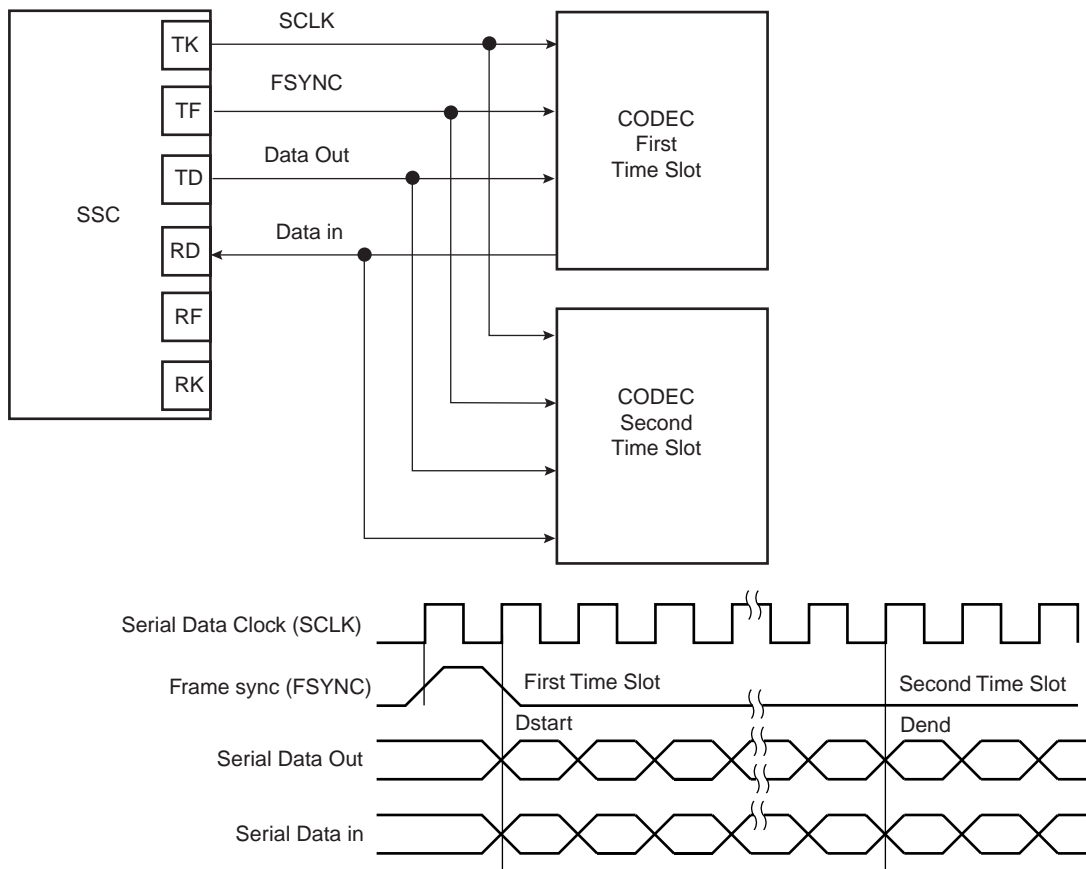 SSC
TK
TF
TD
RD
RF
RK
SCLK
FSYNC
Data Out
Data in
CODEC
First
Time Slot
CODEC
Second
Time Slot
Serial Data Clock (SCLK)
Frame sync (FSYNC)
First Time Slot
Second Time Slot
Dstart
Dend
Serial Data Out
Serial Data in